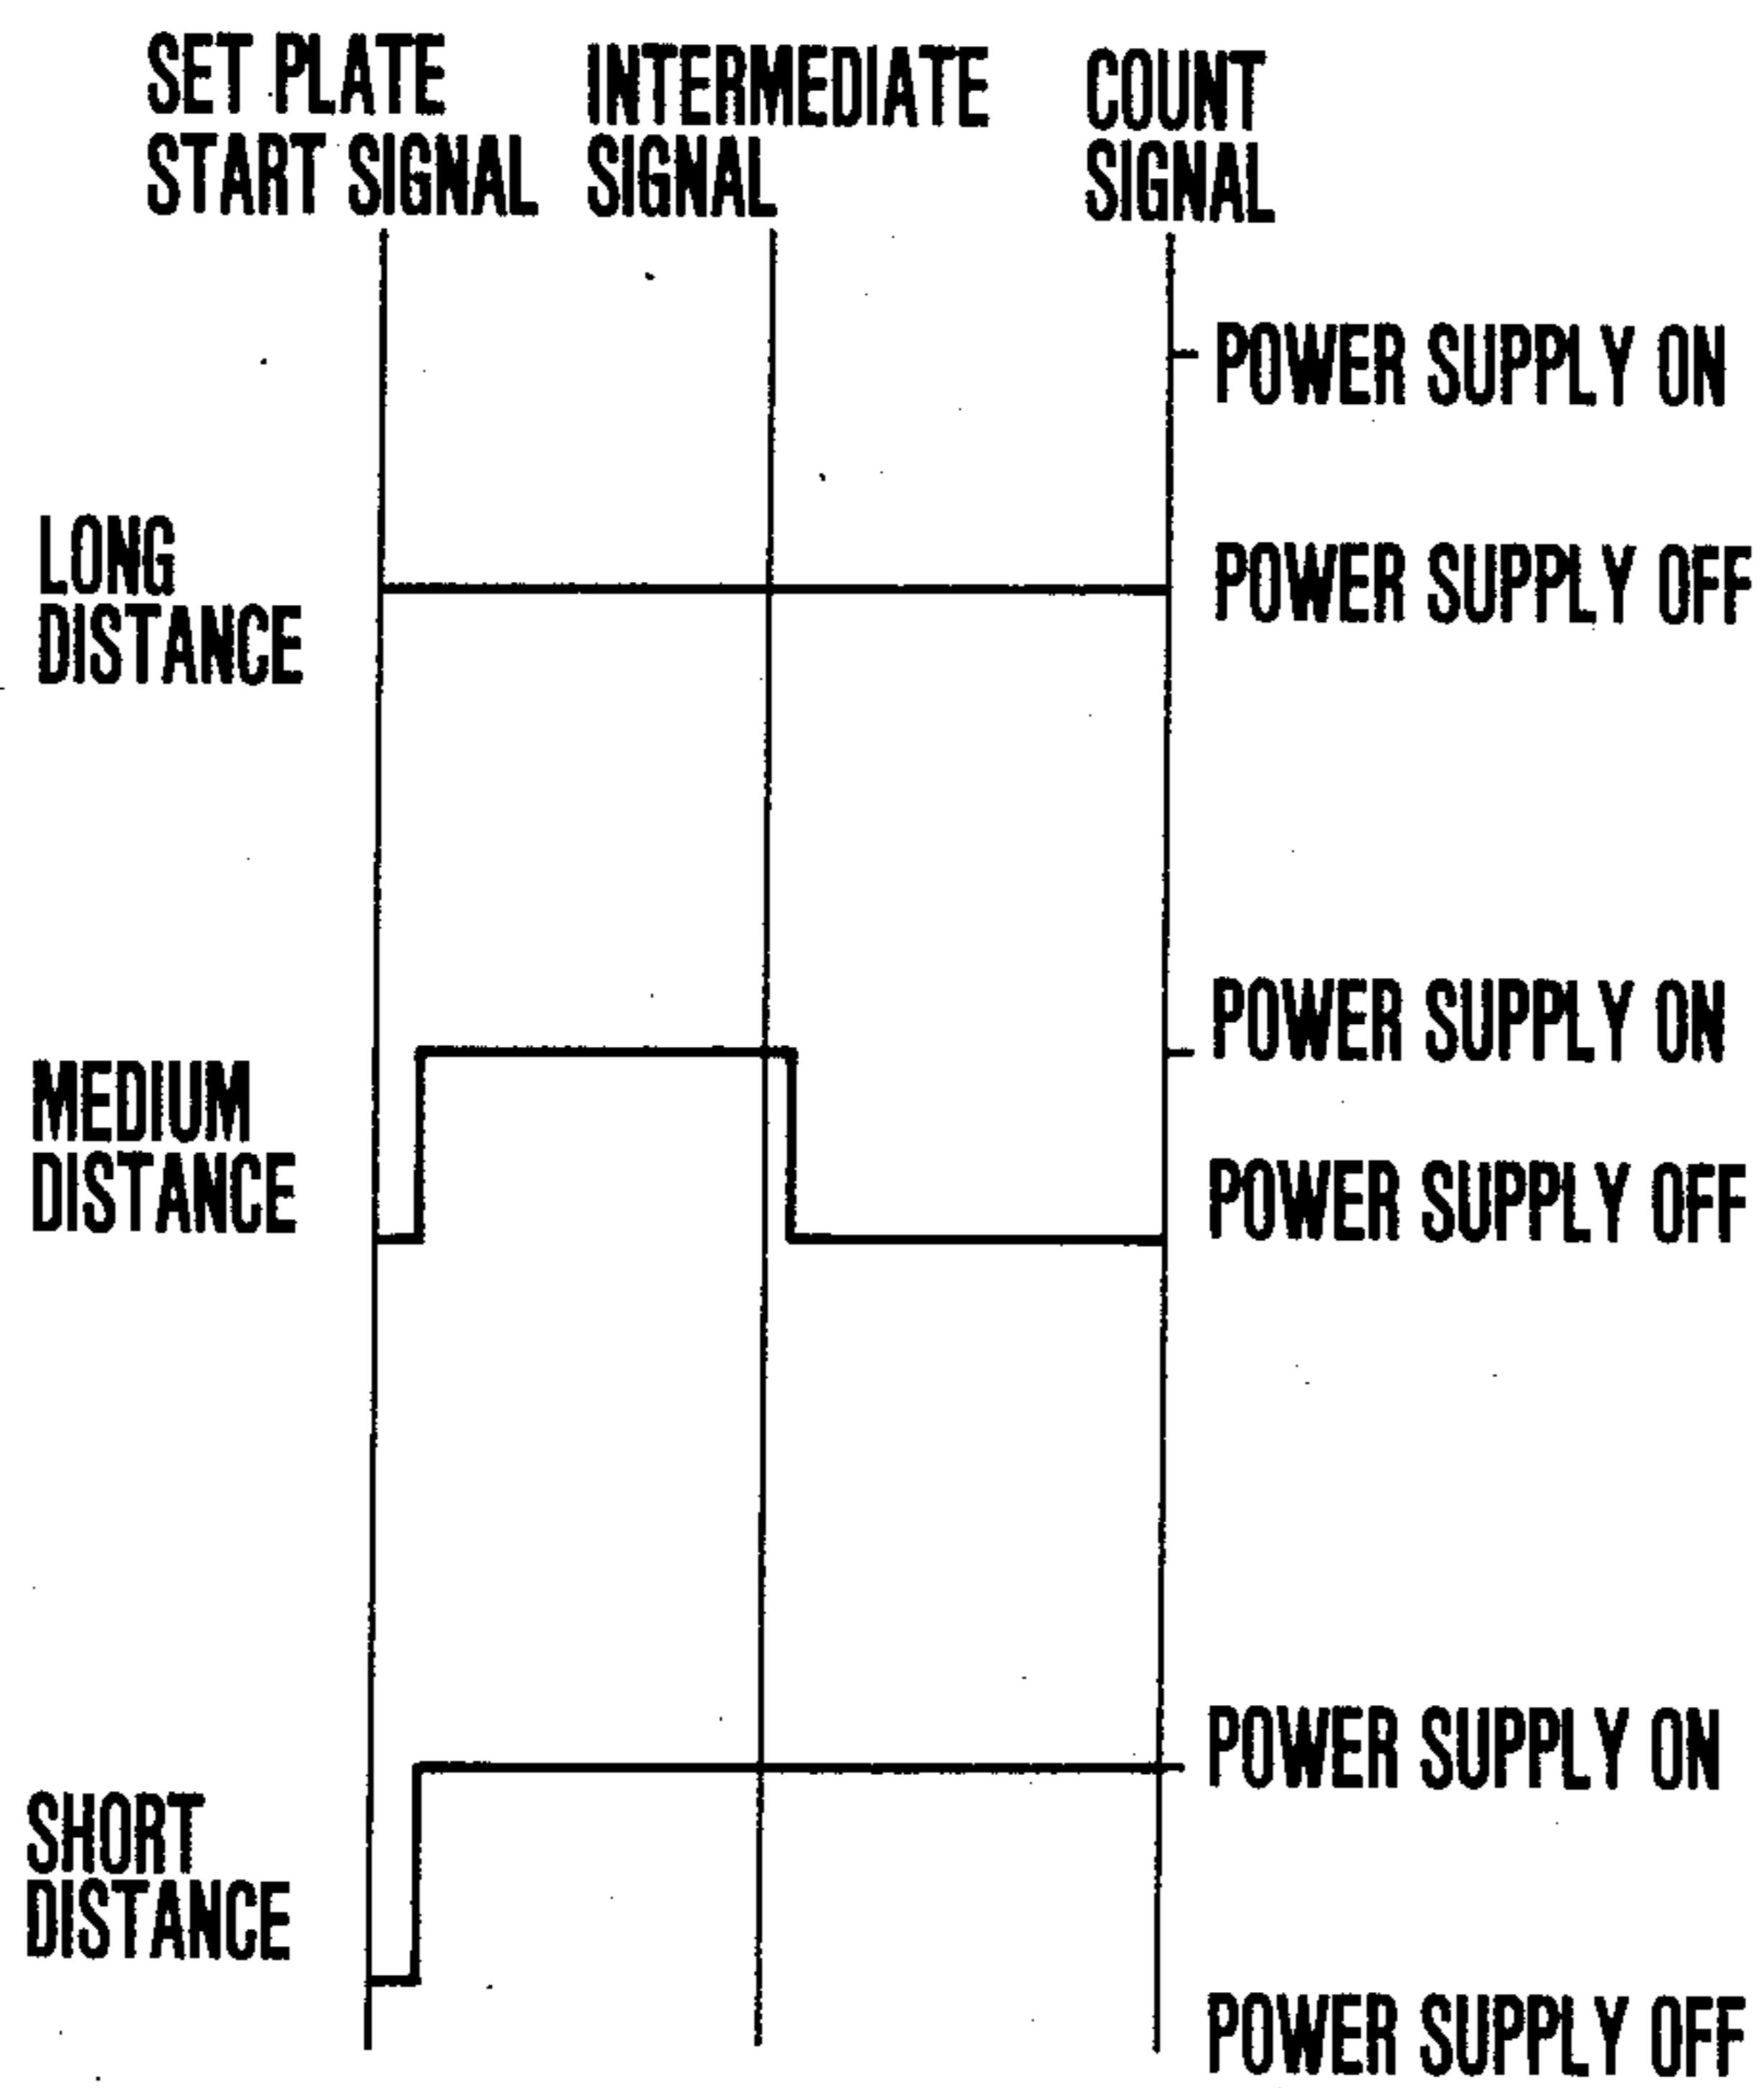 SET PLATE
START SIGNAL
INTERMEDIATE
SIGNAL
COUNT
SIGNAL
POWER SUPPLY ON
LONG
DISTANCE
POWER SUPPLY OFF
POWER SUPPLY ON
MEDIUM
DISTANCE
POWER SUPPLY OFF
POWER SUPPLY ON
SHORT
DISTANCE
POWER SUPPLY OFF